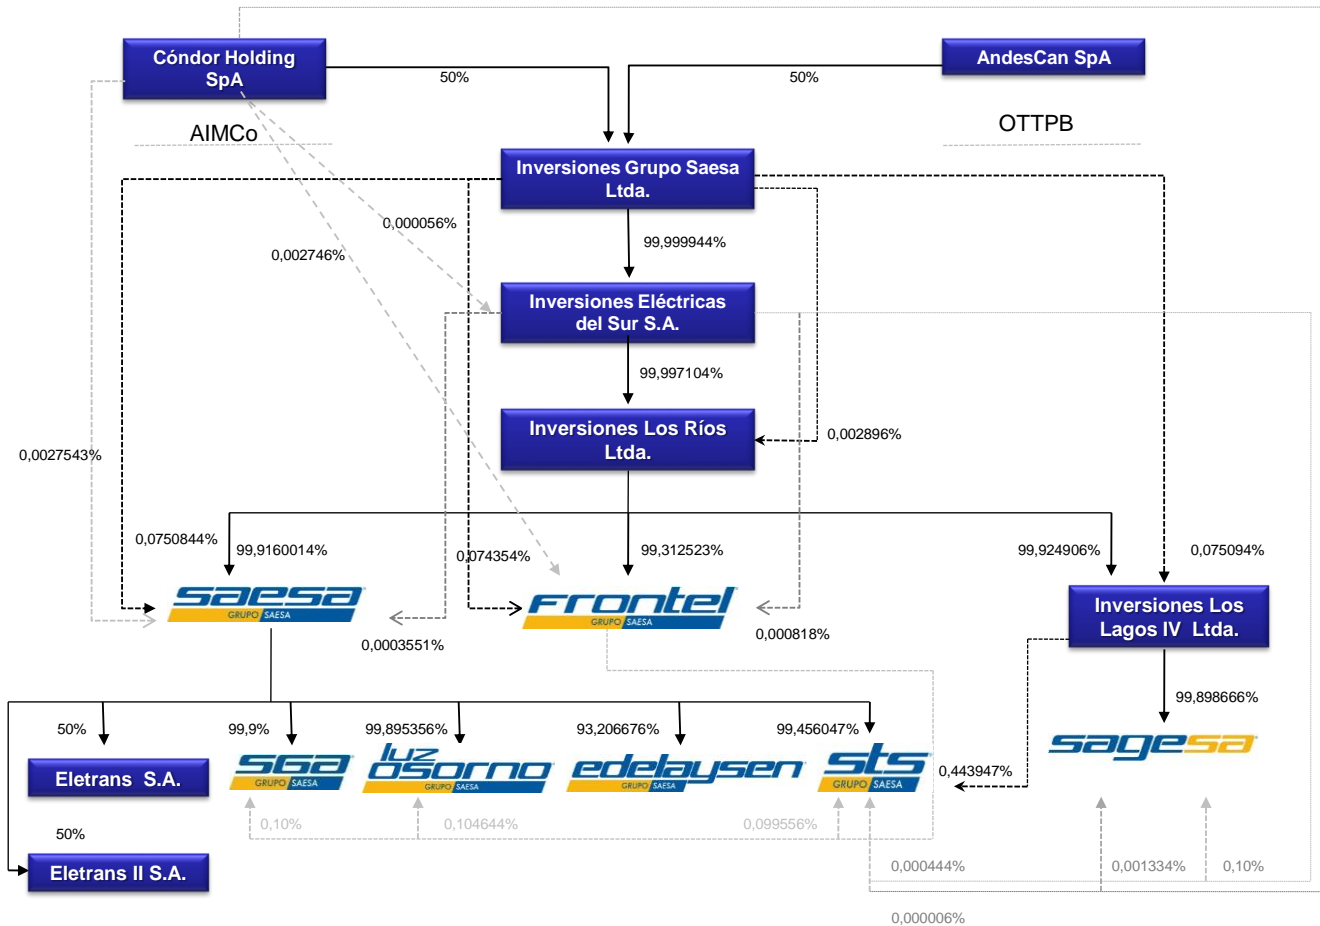 Cóndor Holding
SpA
50%
50%
AndesCan SpA
AIMCo
OTTPB
Inversiones Grupo Saesa
Ltda.
0,000056%
0,002746%
99,999944%
Inversiones Eléctricas
del Sur S.A.
99,997104%
Inversiones Los Ríos
Ltda.
0,002896%
0,0027543%
0,0750844%
99,9160014%
0,074354%
99,312523%
99,924906%
0,075094%
saesa
GRUPO SAESA
Frontel
GRUPO SAESA
Inversiones Los
Lagos IV Ltda.
0,0003551%
0,000818%
99,898666%
50%
99,9%
99,895356%
93,206676%
99,456047%
Eletrans S.A.
sga
GRUPO SAESA
luz
osorno
GRUPO SAESA
edelaysen
GRUPO SAESA
sts
GRUPO SAESA
0,443947%
sagesa
50%
0,10%
0,104644%
0,099556%
Eletrans II S.A.
0,000444%
0,001334%
0,10%
0,000006%